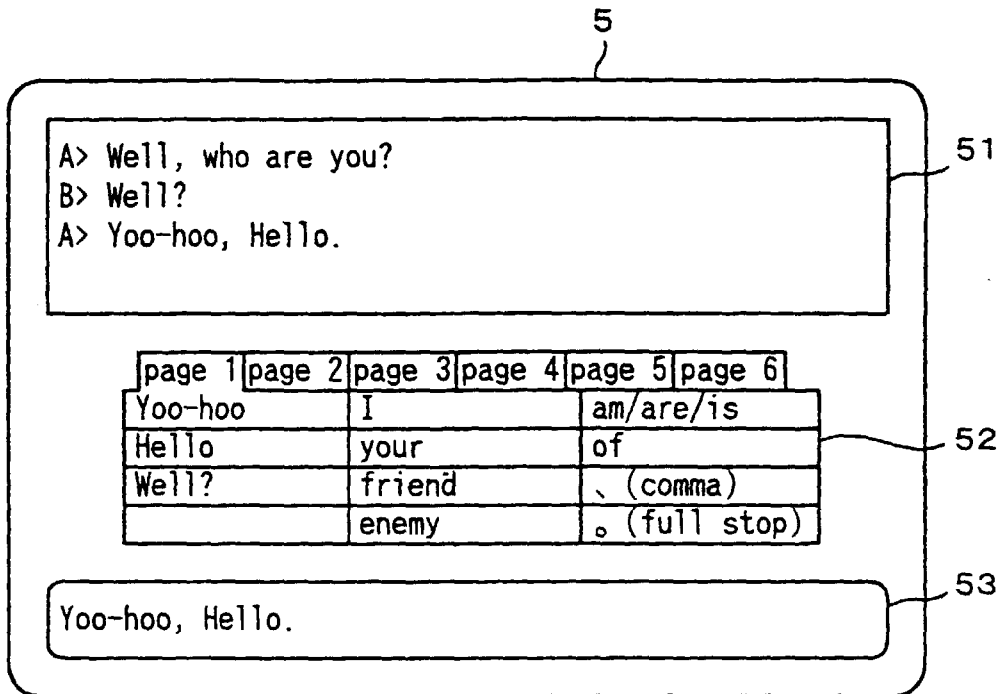 5
51
A> Well, who are you?
B> Well?
A> Yoo-hoo, Hello.
page 1 page 2 page 3 page 4 page 5 page 6
Yoo-hoo I am/are/is
Hello your of
52
Well? friend 、(comma)
enemy 。(full stop)
53
Yoo-hoo, Hello.